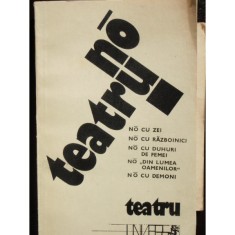 teatru nō
NŌ CU ZEI
NŌ CU RĂZBOINICI
NŌ CU DUHURI
DE FEMEI
NŌ „DIN LUMEA
OAMENILOR“
NŌ CU DEMONI
teatru